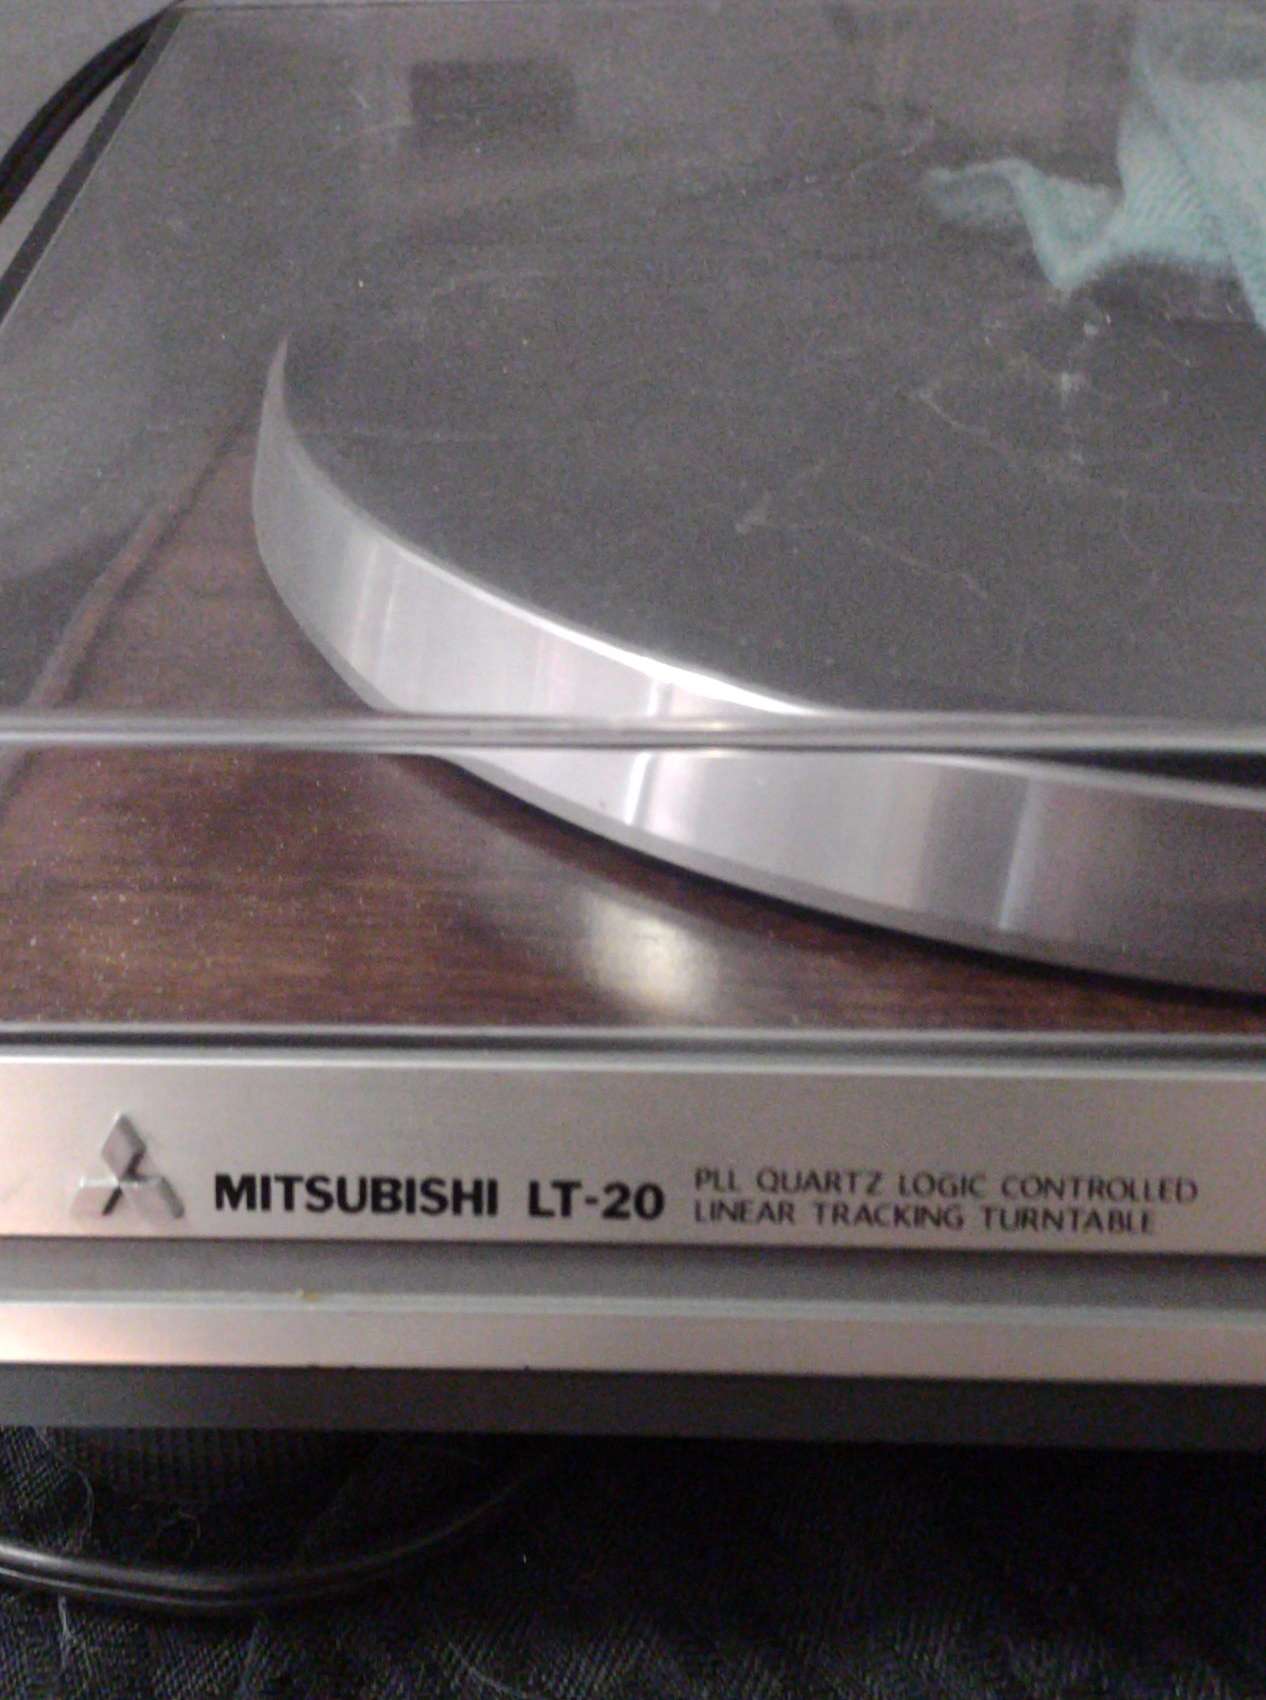 MITSUBISHI LT-20
PLL QUARTZ LOGIC CONTROLLED
LINEAR TRACKING TURNTABLE